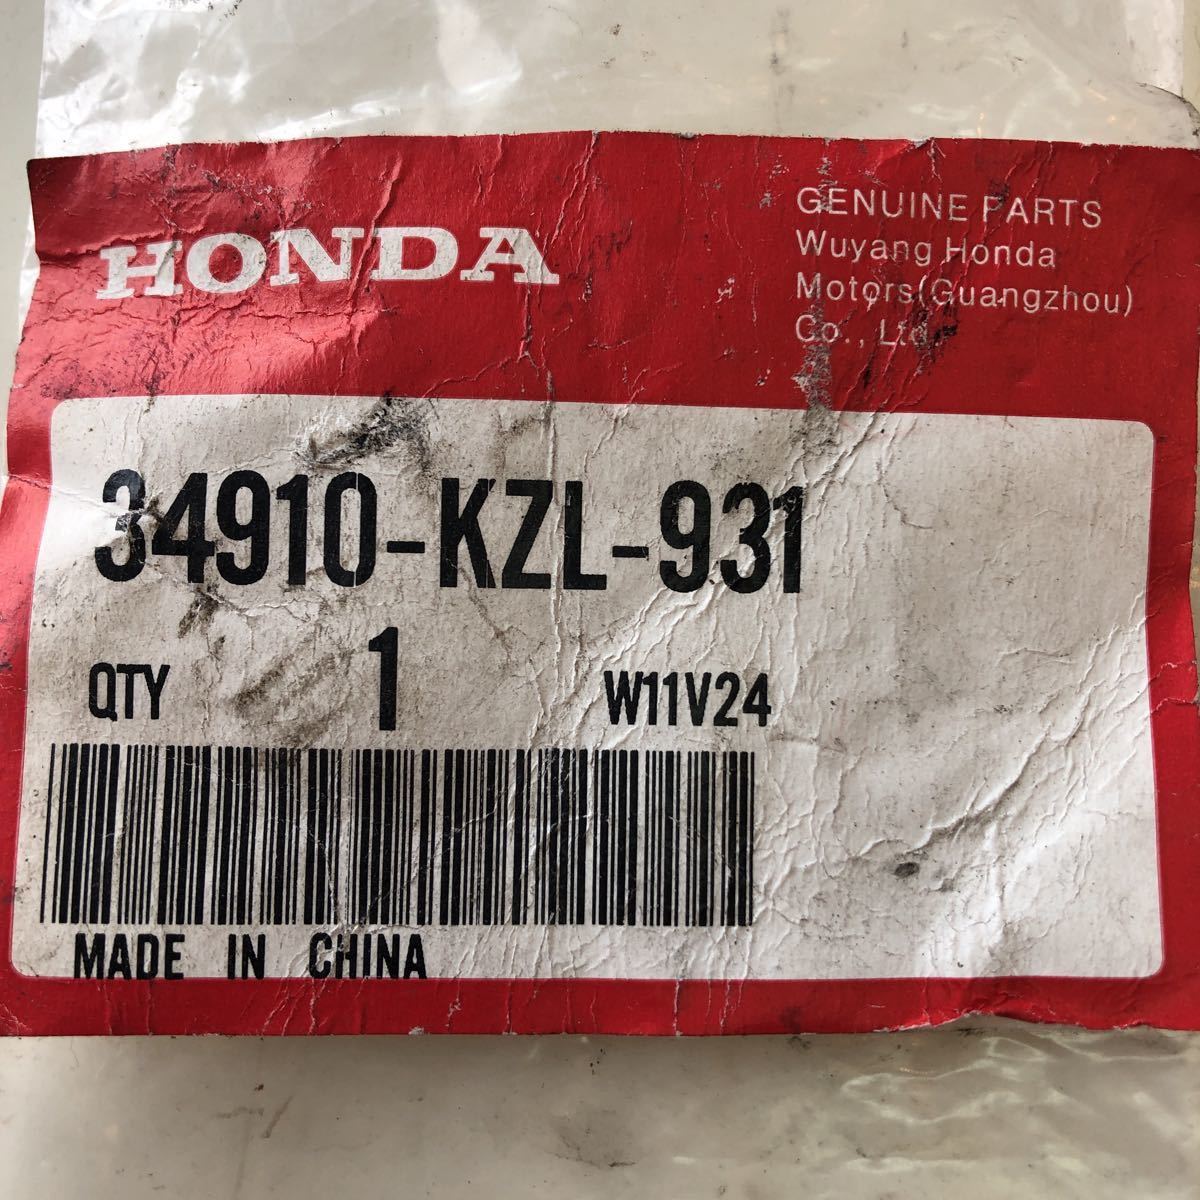 HONDA
GENUINE PARTS
Wuyang Honda
Motors(Guangzhou)
Co., Ltd.
34910-KZL-931
QTY 1 W11V24
MADE IN CHINA